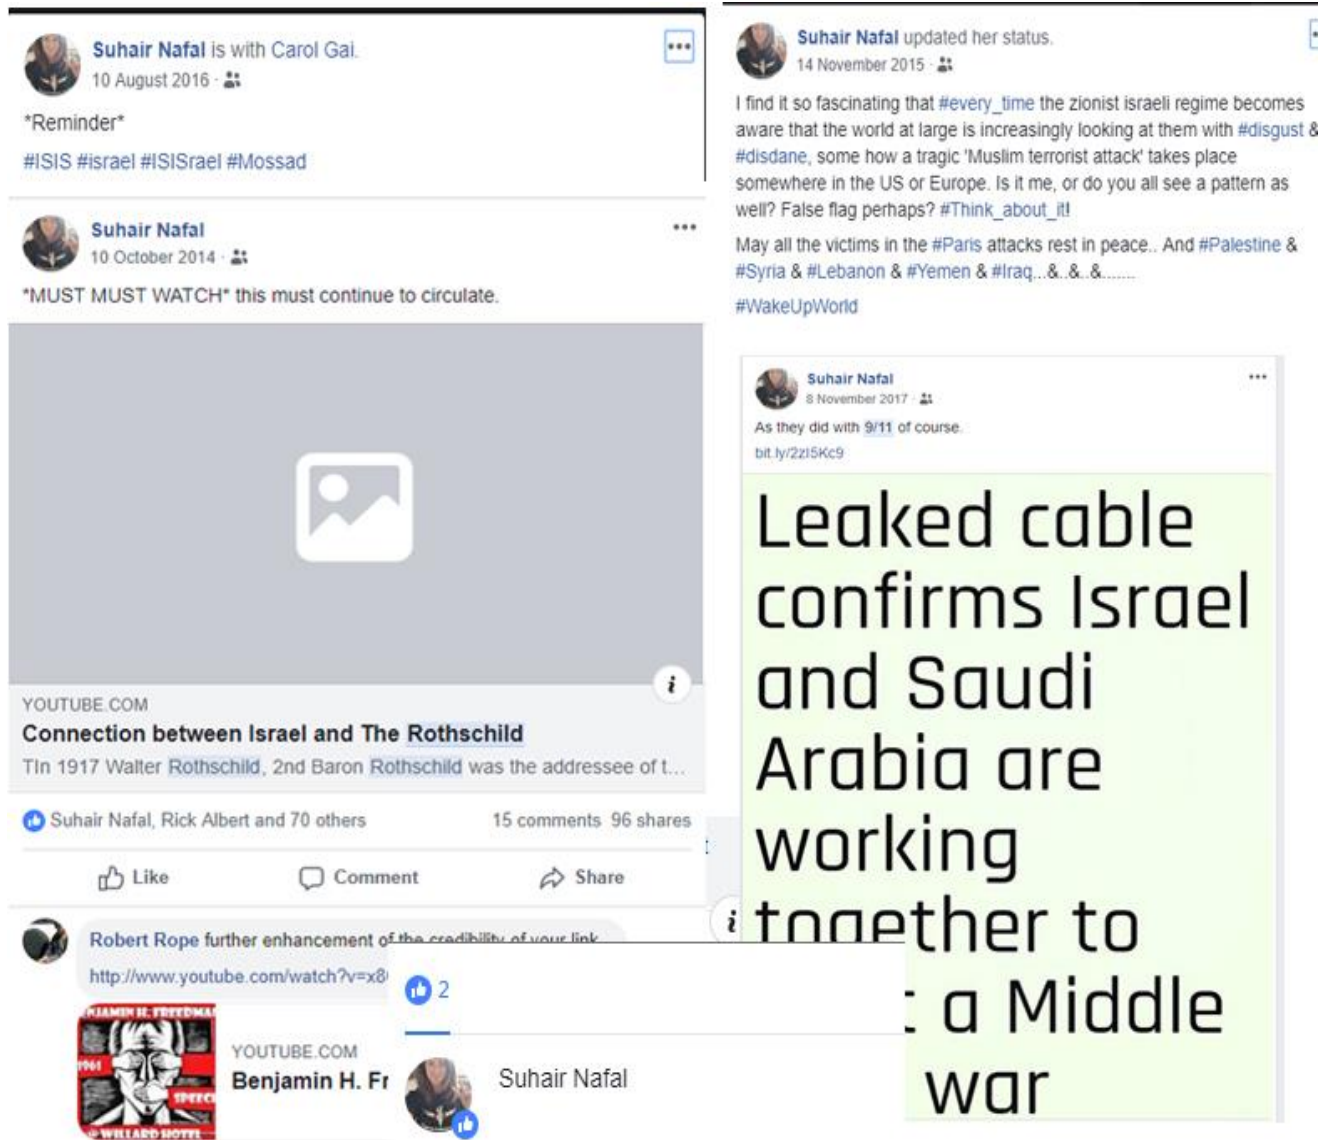 Suhair Nafal is with Carol Gai.
10 August 2016
*Reminder*
#ISIS #israel #ISISrael #Mossad
Suhair Nafal
10 October 2014
*MUST MUST WATCH* this must continue to circulate.
YOUTUBE.COM
Connection between Israel and The Rothschild
TIn 1917 Walter Rothschild, 2nd Baron Rothschild was the addressee of t...
Suhair Nafal, Rick Albert and 70 others 15 comments 96 shares
Like Comment Share
Robert Rope further enhancement of the credibility of your link
http://www.youtube.com/watch?v=x8
BENJAMIN H. FREEDMAN
1961
SPEECH
@ WILLARD HOTEL
YOUTUBE.COM
Benjamin H. Fr
2
Suhair Nafal
Suhair Nafal updated her status.
14 November 2015
I find it so fascinating that #every_time the zionist israeli regime becomes
aware that the world at large is increasingly looking at them with #disgust &
#disdane, some how a tragic 'Muslim terrorist attack' takes place
somewhere in the US or Europe. Is it me, or do you all see a pattern as
well? False flag perhaps? #Think_about_it!
May all the victims in the #Paris attacks rest in peace.. And #Palestine &
#Syria & #Lebanon & #Yemen & #Iraq...&..&..&.......
#WakeUpWorld
Suhair Nafal
8 November 2017
As they did with 9/11 of course.
bit.ly/2zI5Kc9
Leaked cable
confirms Israel
and Saudi
Arabia are
working
together to
a Middle
war